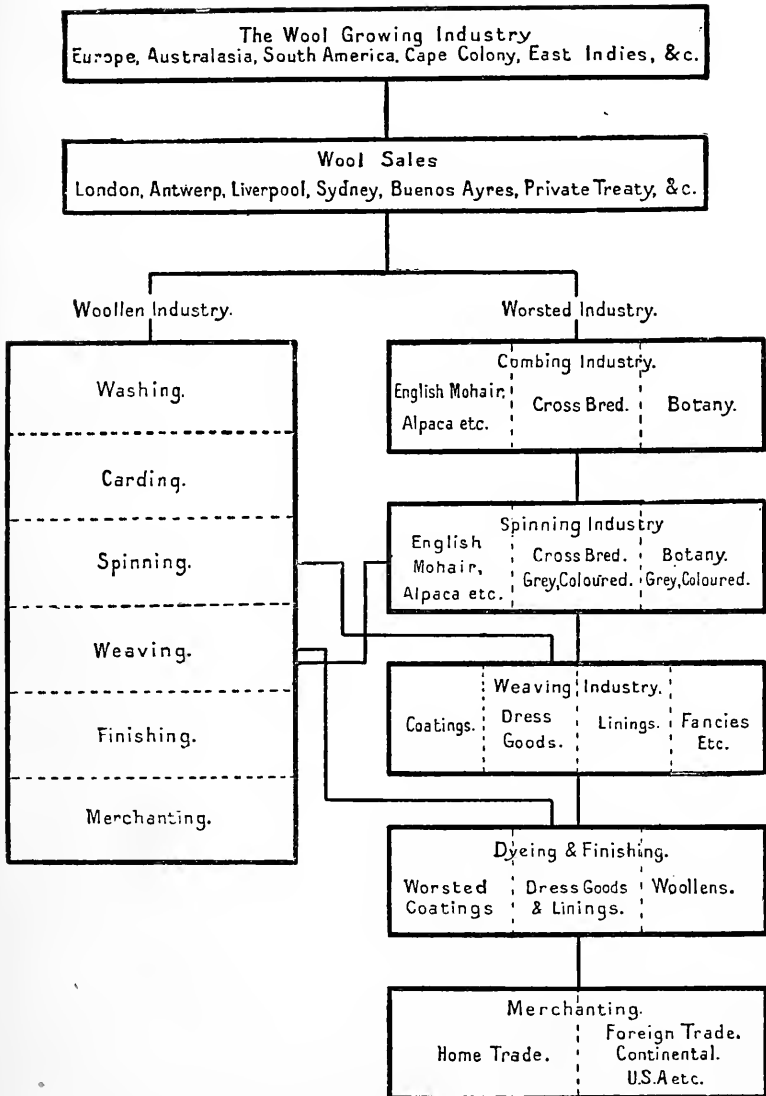 The Wool Growing Industry
Europe, Australasia, South America, Cape Colony, East Indies, &c.
Wool Sales
London, Antwerp, Liverpool, Sydney, Buenos Ayres, Private Treaty, &c.
Woollen Industry.
Washing.
Carding.
Spinning.
Weaving.
Finishing.
Merchanting.
Worsted Industry.
Combing Industry.
English Mohair,
Alpaca etc.
Cross Bred.
Botany.
Spinning Industry
English
Mohair,
Alpaca etc.
Cross Bred.
Grey, Coloured.
Botany.
Grey, Coloured.
Weaving Industry.
Coatings.
Dress
Goods.
Linings.
Fancies
Etc.
Dyeing & Finishing.
Worsted
Coatings
Dress Goods
& Linings.
Woollens.
Merchanting.
Home Trade.
Foreign Trade.
Continental.
U.S.A etc.